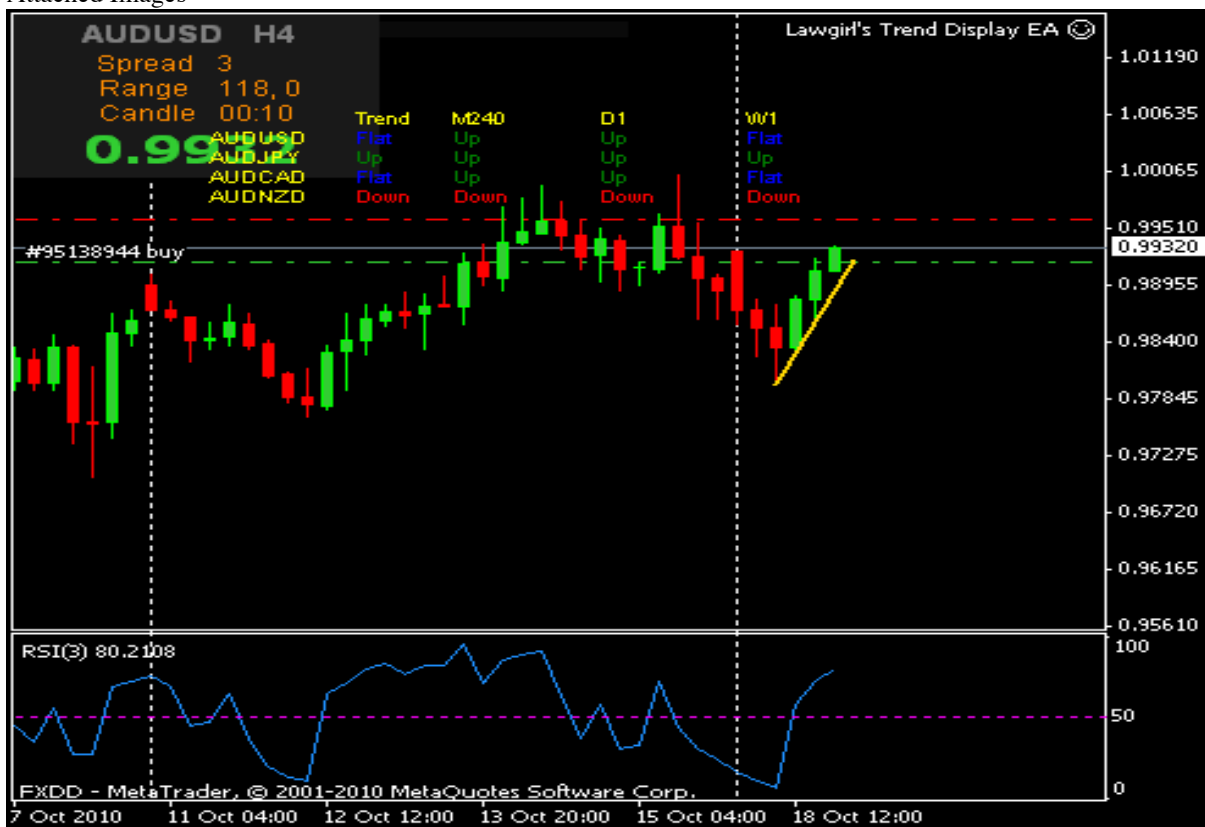 Attached Images
AUDUSD H4
Lawgirl's Trend Display EA
Spread 3
Range 118,0
Candle 00:10
0.9932
Trend M240 D1 W1
AUDUSD Flat Up Up Flat
AUDJPY Up Up Up Up
AUDCAD Flat Up Up Flat
AUDNZD Down Down Down Down
#95138944 buy
1.01190
1.00635
1.00065
0.99510
0.99320
0.98955
0.98400
0.97845
0.97275
0.96720
0.96165
0.95610
RSI(3) 80.2108
100
50
0
FXDD - MetaTrader, © 2001-2010 MetaQuotes Software Corp.
7 Oct 2010 11 Oct 04:00 12 Oct 12:00 13 Oct 20:00 15 Oct 04:00 18 Oct 12:00